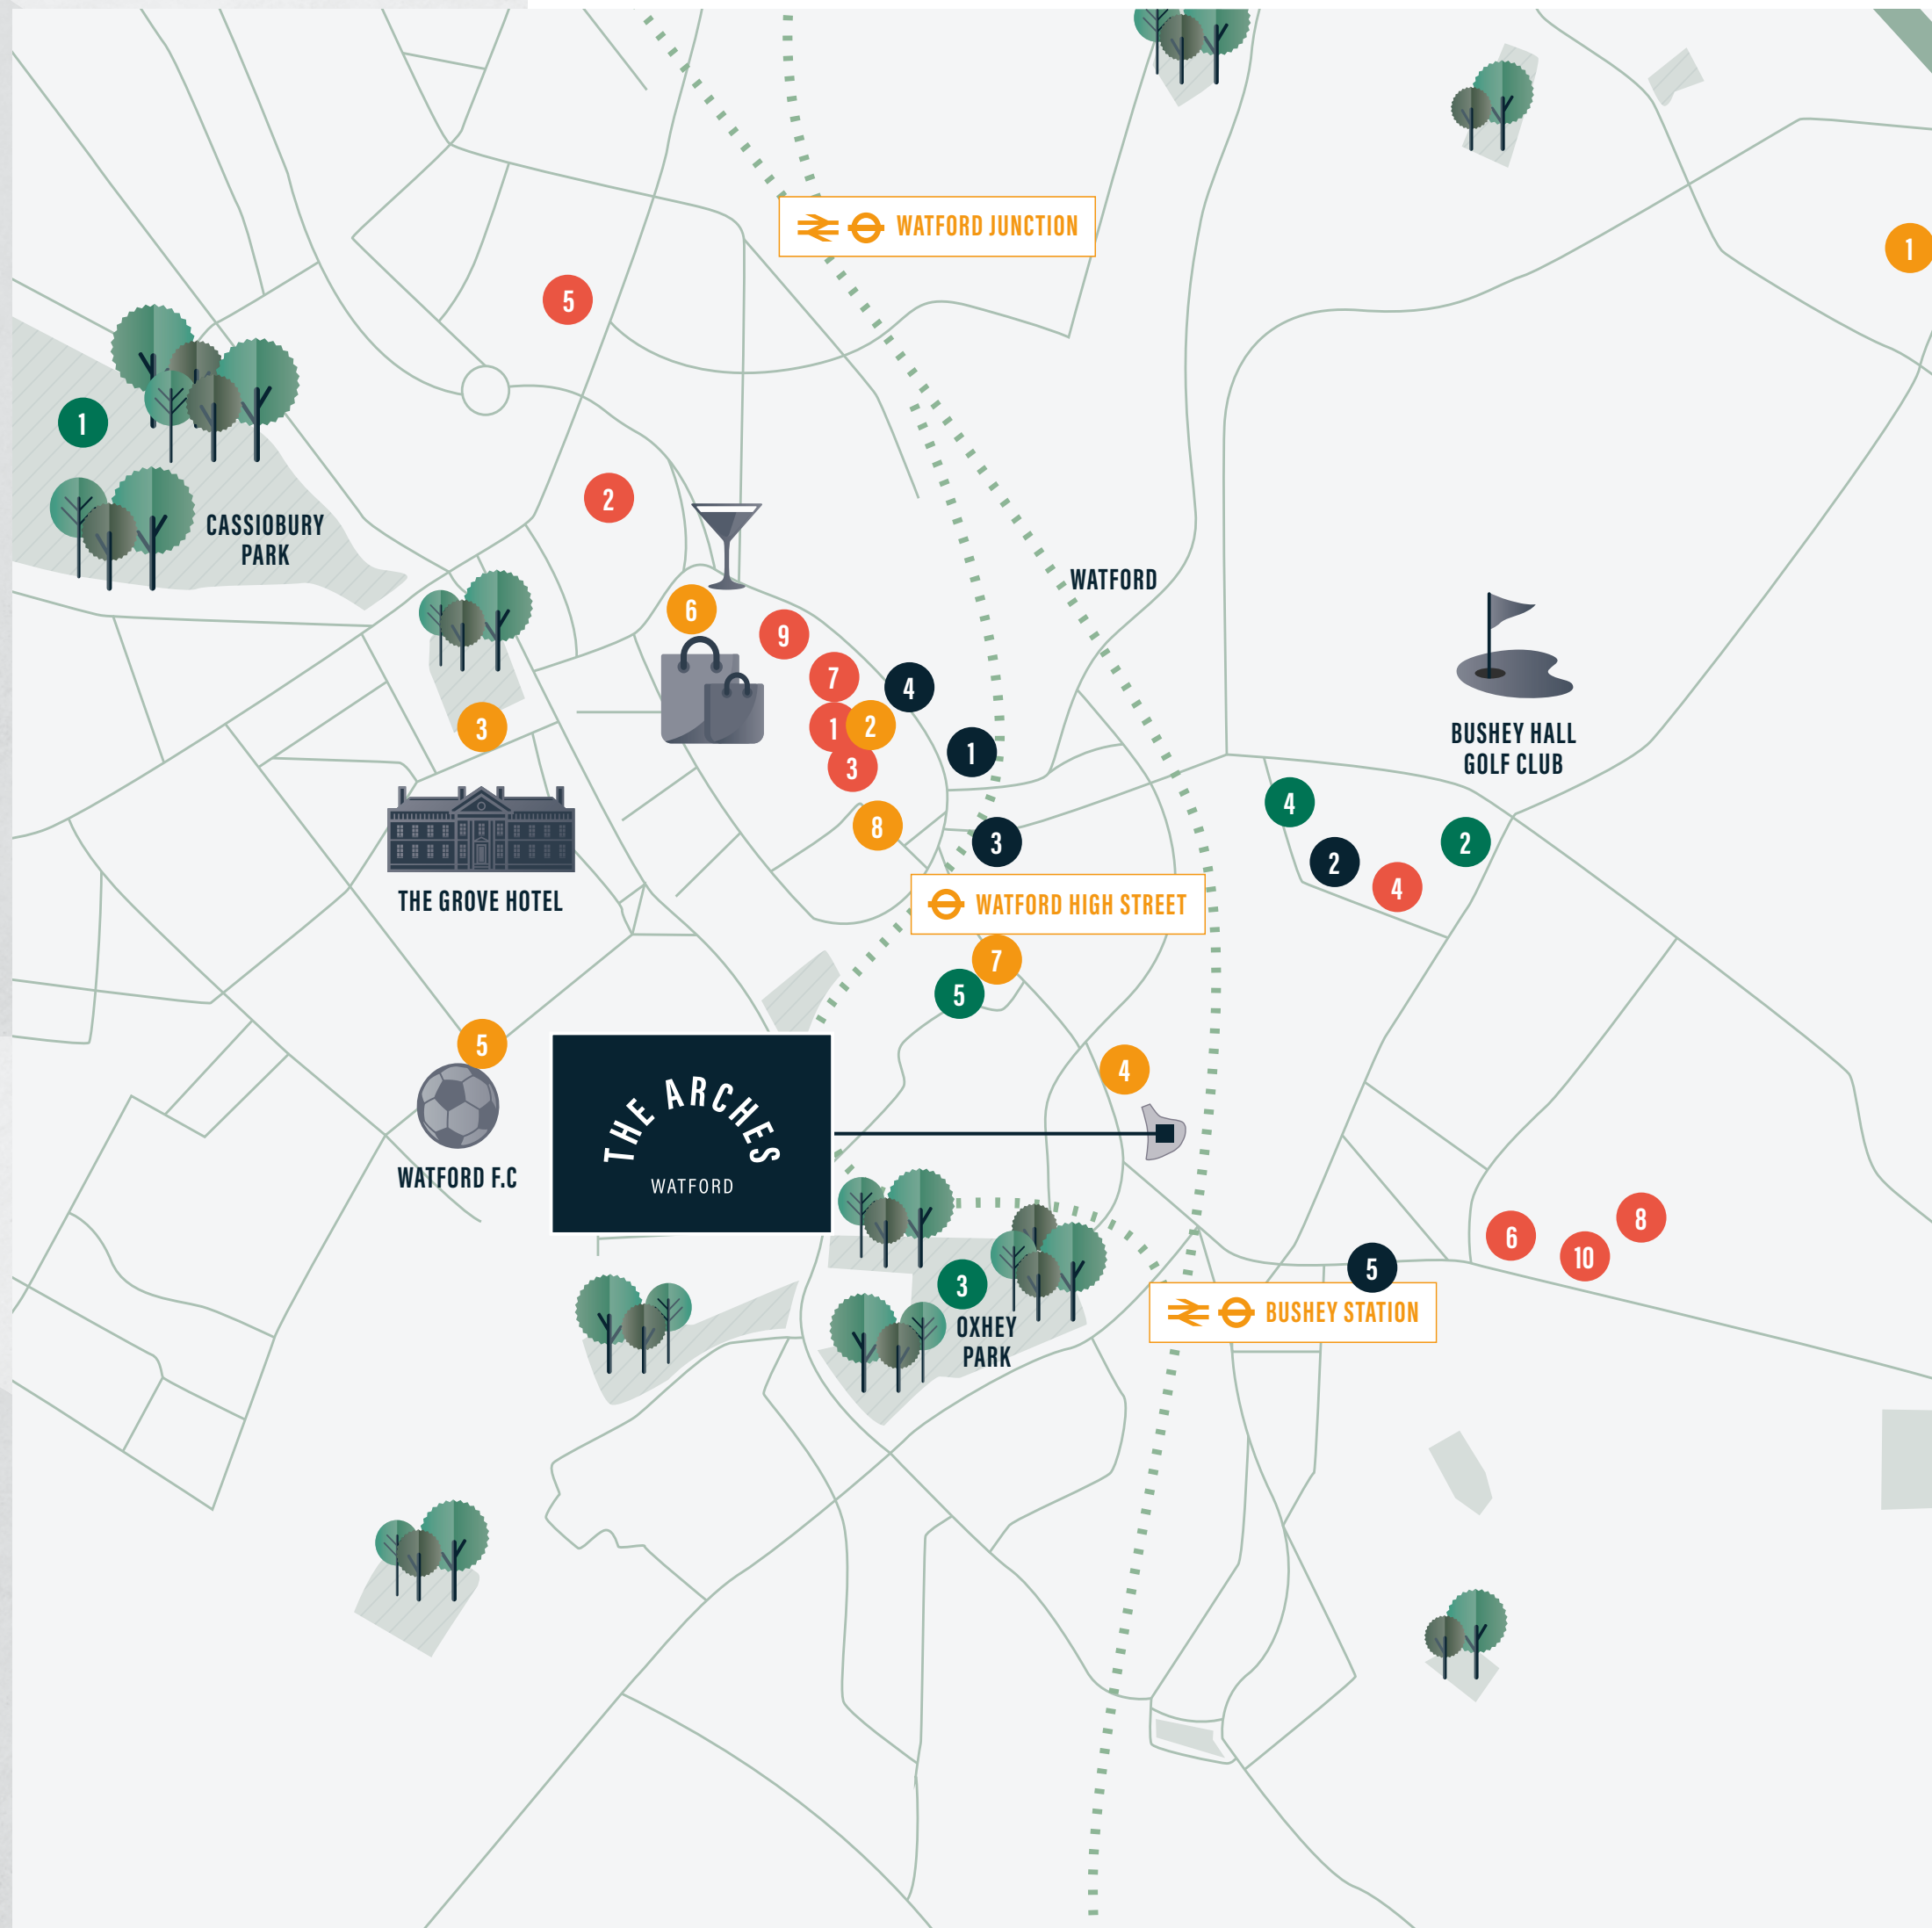 WATFORD JUNCTION
1
5
1
2
CASSIOBURY
PARK
WATFORD
6
9
7
4
3
1
2
1
3
BUSHEY HALL
GOLF CLUB
4
8
3
2
2
4
THE GROVE HOTEL
WATFORD HIGH STREET
7
5
5
4
THE ARCHES
WATFORD
WATFORD F.C
8
6
10
5
3
OXHEY
PARK
BUSHEY STATION